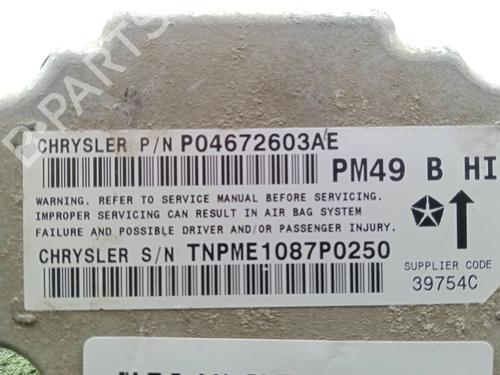 B-PARTS
CHRYSLER P/N P04672603AE
PM49 B HI
WARNING. REFER TO SERVICE MANUAL BEFORE SERVICING.
IMPROPER SERVICING CAN RESULT IN AIR BAG SYSTEM
FAILURE AND POSSIBLE DRIVER AND/OR PASSENGER INJURY.
CHRYSLER S/N TNPME1087P0250
SUPPLIER CODE
39754C